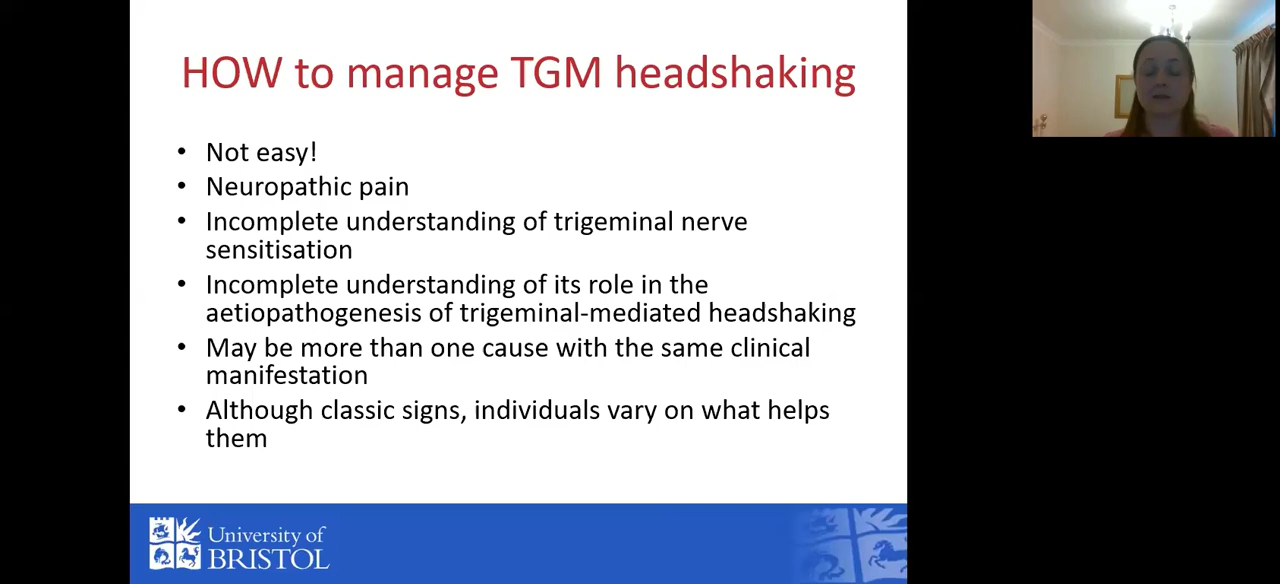 HOW to manage TGM headshaking
• Not easy!
• Neuropathic pain
• Incomplete understanding of trigeminal nerve
sensitisation
• Incomplete understanding of its role in the
aetiopathogenesis of trigeminal-mediated headshaking
• May be more than one cause with the same clinical
manifestation
• Although classic signs, individuals vary on what helps
them
University of
BRISTOL